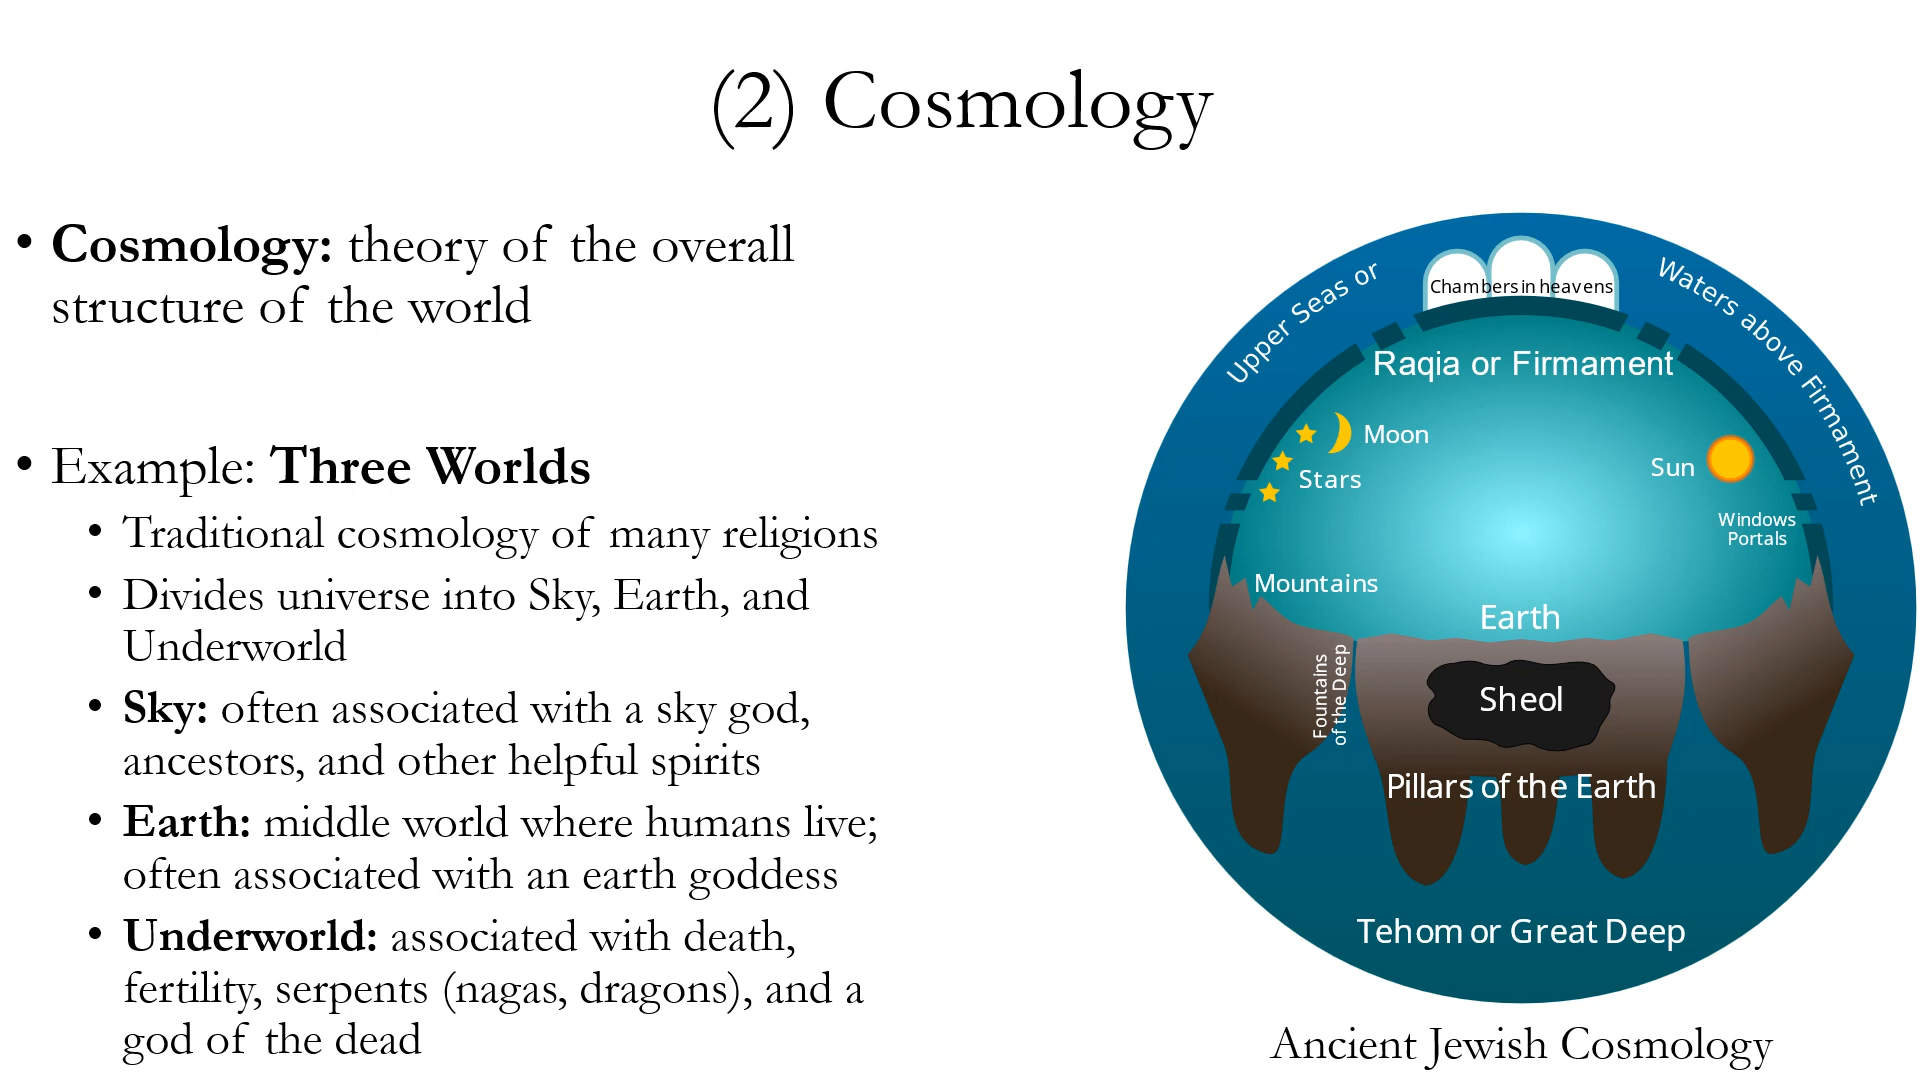 (2) Cosmology
• Cosmology: theory of the overall
structure of the world
• Example: Three Worlds
• Traditional cosmology of many religions
• Divides universe into Sky, Earth, and
Underworld
• Sky: often associated with a sky god,
ancestors, and other helpful spirits
• Earth: middle world where humans live;
often associated with an earth goddess
• Underworld: associated with death,
fertility, serpents (nagas, dragons), and a
god of the dead
Upper Seas or
Waters above Firmament
Chambers in heavens
Raqia or Firmament
Moon
Stars
Sun
Windows
Portals
Mountains
Earth
Fountains
of the Deep
Sheol
Pillars of the Earth
Tehom or Great Deep
Ancient Jewish Cosmology